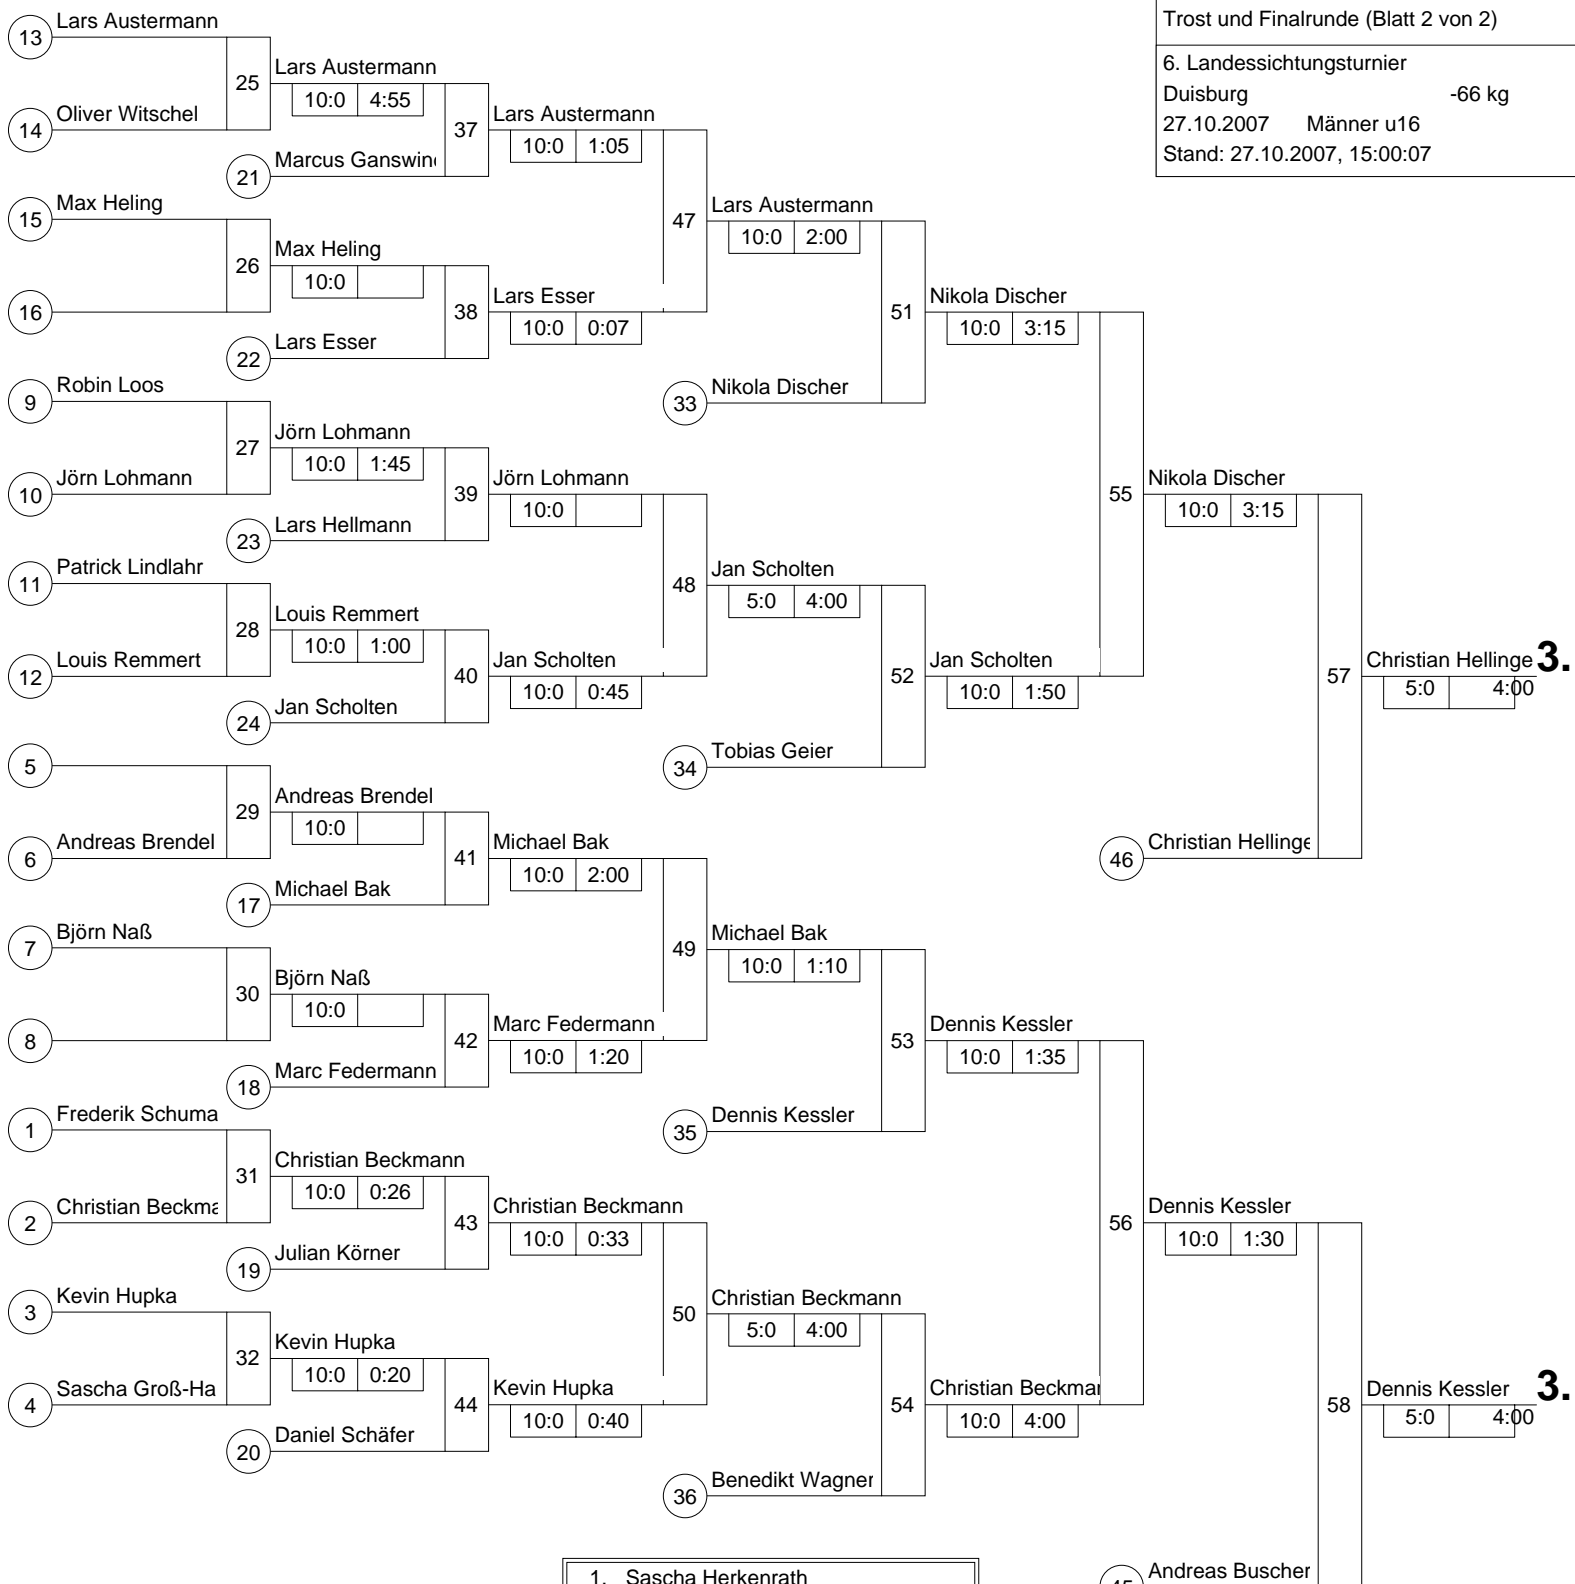 Trost und Finalrunde (Blatt 2 von 2)
6. Landessichtungsturnier
Duisburg -66 kg
27.10.2007 Männer u16
Stand: 27.10.2007, 15:00:07
13 Lars Austermann
25
14 Oliver Witschel
Lars Austermann
10:0 4:55
37
21 Marcus Ganswin
15 Max Heling
26
16
Max Heling
10:0
38
22 Lars Esser
9 Robin Loos
27
10 Jörn Lohmann
Jörn Lohmann
10:0 1:45
39
23 Lars Hellmann
11 Patrick Lindlahr
28
12 Louis Remmert
Louis Remmert
10:0 1:00
40
24 Jan Scholten
5
29
6 Andreas Brendel
Andreas Brendel
10:0
41
17 Michael Bak
7 Björn Naß
30
8
Björn Naß
10:0
42
18 Marc Federmann
1 Frederik Schuma
31
2 Christian Beckma
Christian Beckmann
10:0 0:26
43
19 Julian Körner
3 Kevin Hupka
32
4 Sascha Groß-Ha
Kevin Hupka
10:0 0:20
44
20 Daniel Schäfer
Lars Austermann
10:0 1:05
47
Lars Esser
10:0 0:07
Jörn Lohmann
10:0
48
Jan Scholten
10:0 0:45
Michael Bak
10:0 2:00
49
Marc Federmann
10:0 1:20
Christian Beckmann
10:0 0:33
50
Kevin Hupka
10:0 0:40
Lars Austermann
10:0 2:00
51
33 Nikola Discher
Jan Scholten
5:0 4:00
52
34 Tobias Geier
Michael Bak
10:0 1:10
53
35 Dennis Kessler
Christian Beckmann
5:0 4:00
54
36 Benedikt Wagner
Nikola Discher
10:0 3:15
55
Jan Scholten
10:0 1:50
Dennis Kessler
10:0 1:35
56
Christian Beckmar
10:0 4:00
Nikola Discher
10:0 3:15
57
46 Christian Hellinge
Dennis Kessler
10:0 1:30
58
45 Andreas Buscher
Christian Hellinge 3.
5:0 4:00
Dennis Kessler 3.
5:0 4:00
1. Sascha Herkenrath